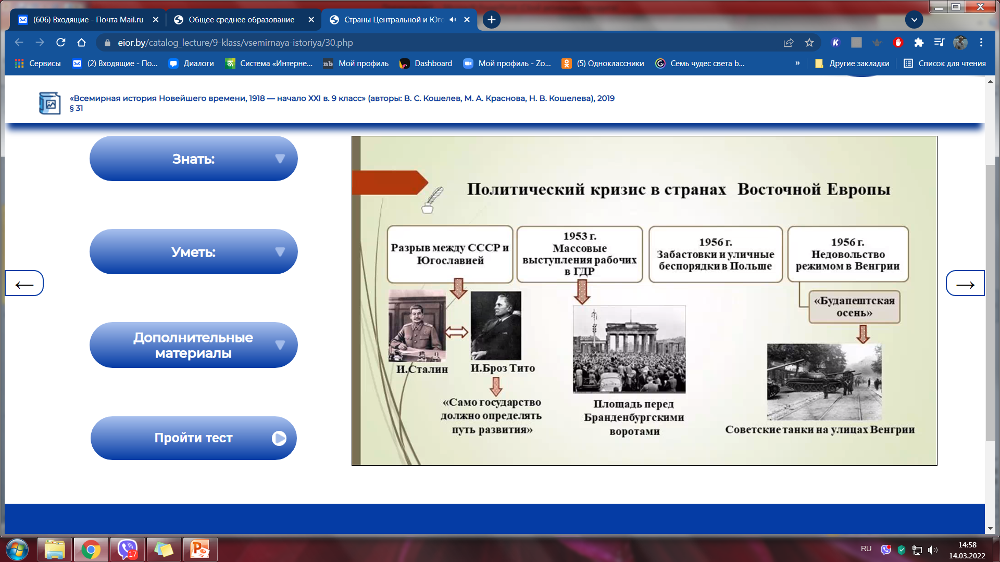 (606) Входящие - Почта Mail.ru
Общее среднее образование
Страны Центральной и Юго
eior.by/catalog_lecture/9-klass/vsemirnaya-istoriya/30.php
K
Сервисы
(2) Входящие - По...
Диалоги
Система «Интерне...
nb Мой профиль
Dashboard
Мой профиль - Zo...
(5) Одноклассники
Семь чудес света b...
»
Другие закладки
Список для чтения
«Всемирная история Новейшего времени, 1918 — начало XXI в. 9 класс» (авторы: В. С. Кошелев, М. А. Краснова, Н. В. Кошелева), 2019
§ 31
Знать:
Уметь:
Дополнительные
материалы
Пройти тест
Политический кризис в странах Восточной Европы
Разрыв между СССР и
Югославией
1953 г.
Массовые
выступления рабочих
в ГДР
1956 г.
Забастовки и уличные
беспорядки в Польше
1956 г.
Недовольство
режимом в Венгрии
«Будапештская
осень»
И.Сталин
И.Броз Тито
«Само государство
должно определять
путь развития»
Площадь перед
Бранденбургскими
воротами
Советские танки на улицах Венгрии
17
RU
14:58
14.03.2022